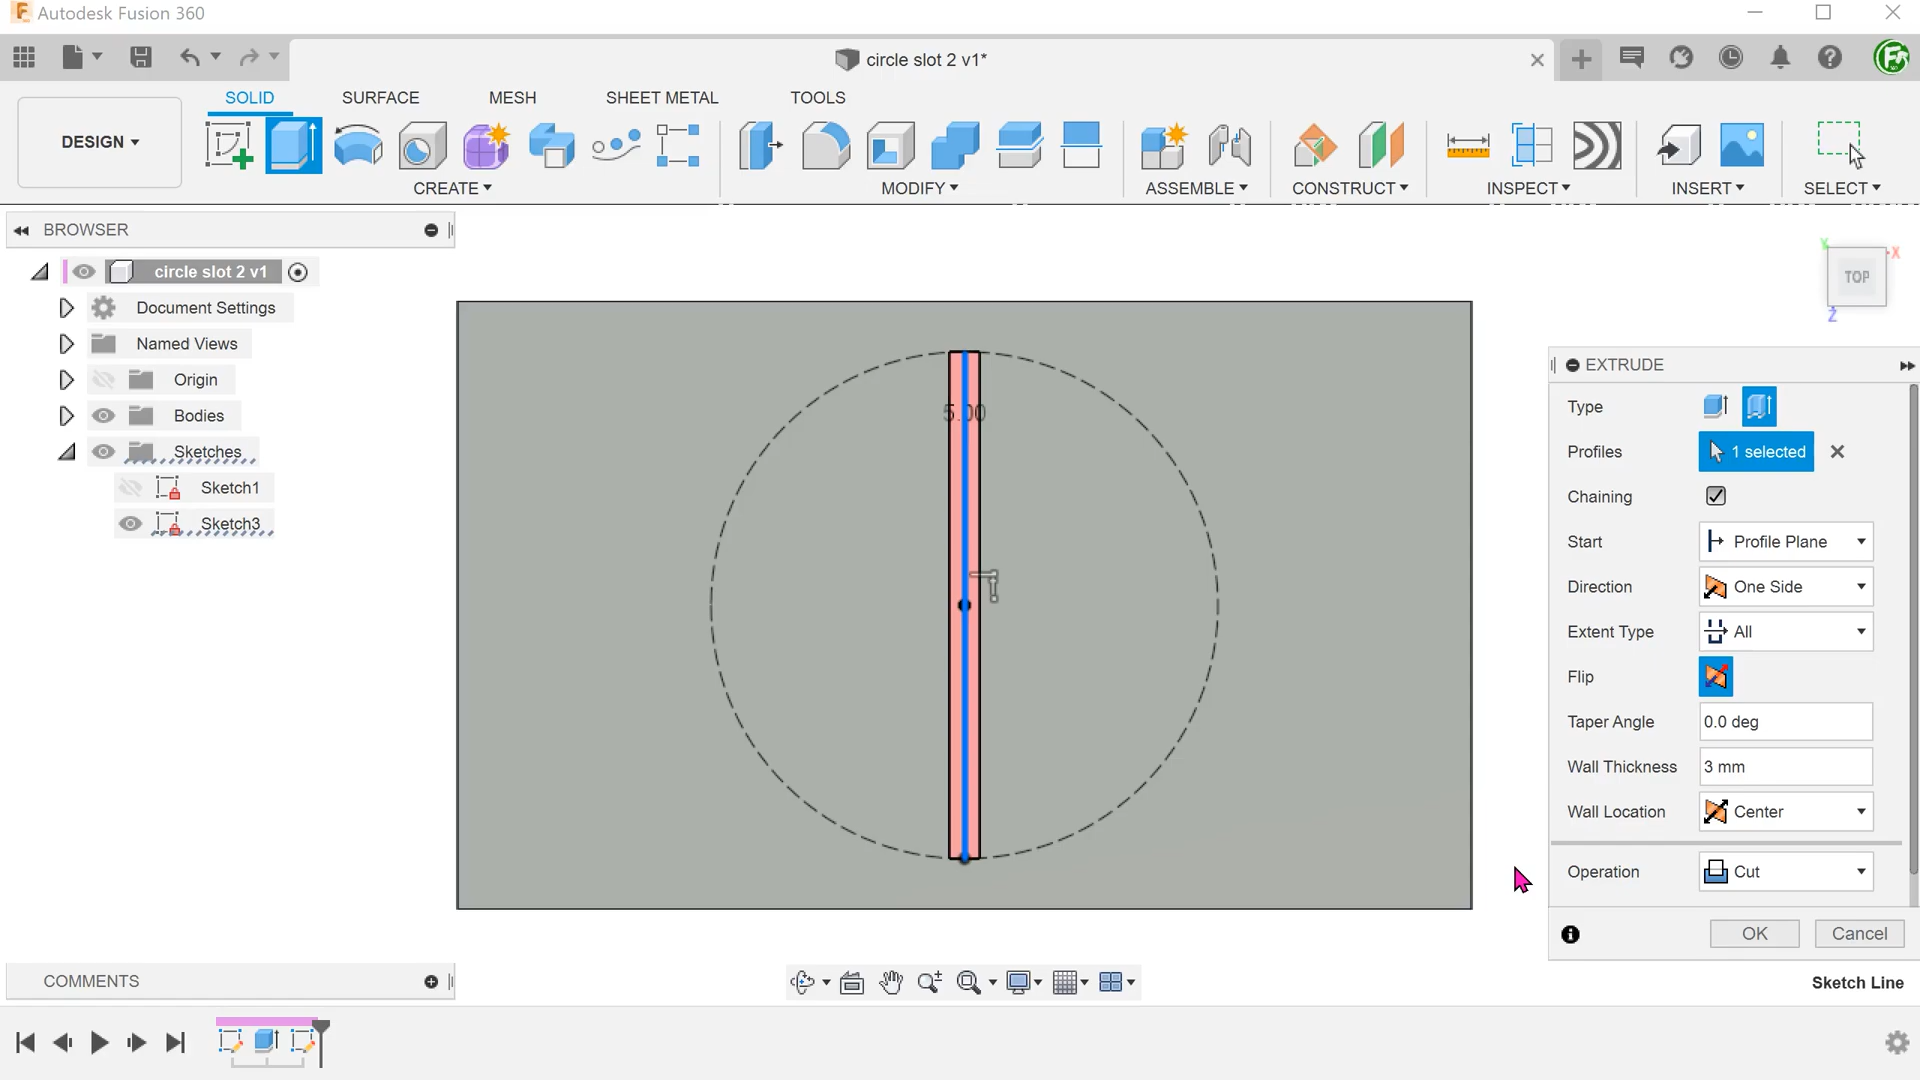 Autodesk Fusion 360
circle slot 2 v1*
SOLID SURFACE MESH SHEET METAL TOOLS
DESIGN
CREATE MODIFY ASSEMBLE CONSTRUCT INSPECT INSERT SELECT
BROWSER
circle slot 2 v1
Document Settings
Named Views
Origin
Bodies
Sketches
Sketch1
Sketch3
Y
X
TOP
Z
5.00
EXTRUDE
Type
Profiles 1 selected
Chaining
Start Profile Plane
Direction One Side
Extent Type All
Flip
Taper Angle 0.0 deg
Wall Thickness 3 mm
Wall Location Center
Operation Cut
OK Cancel
COMMENTS
Sketch Line